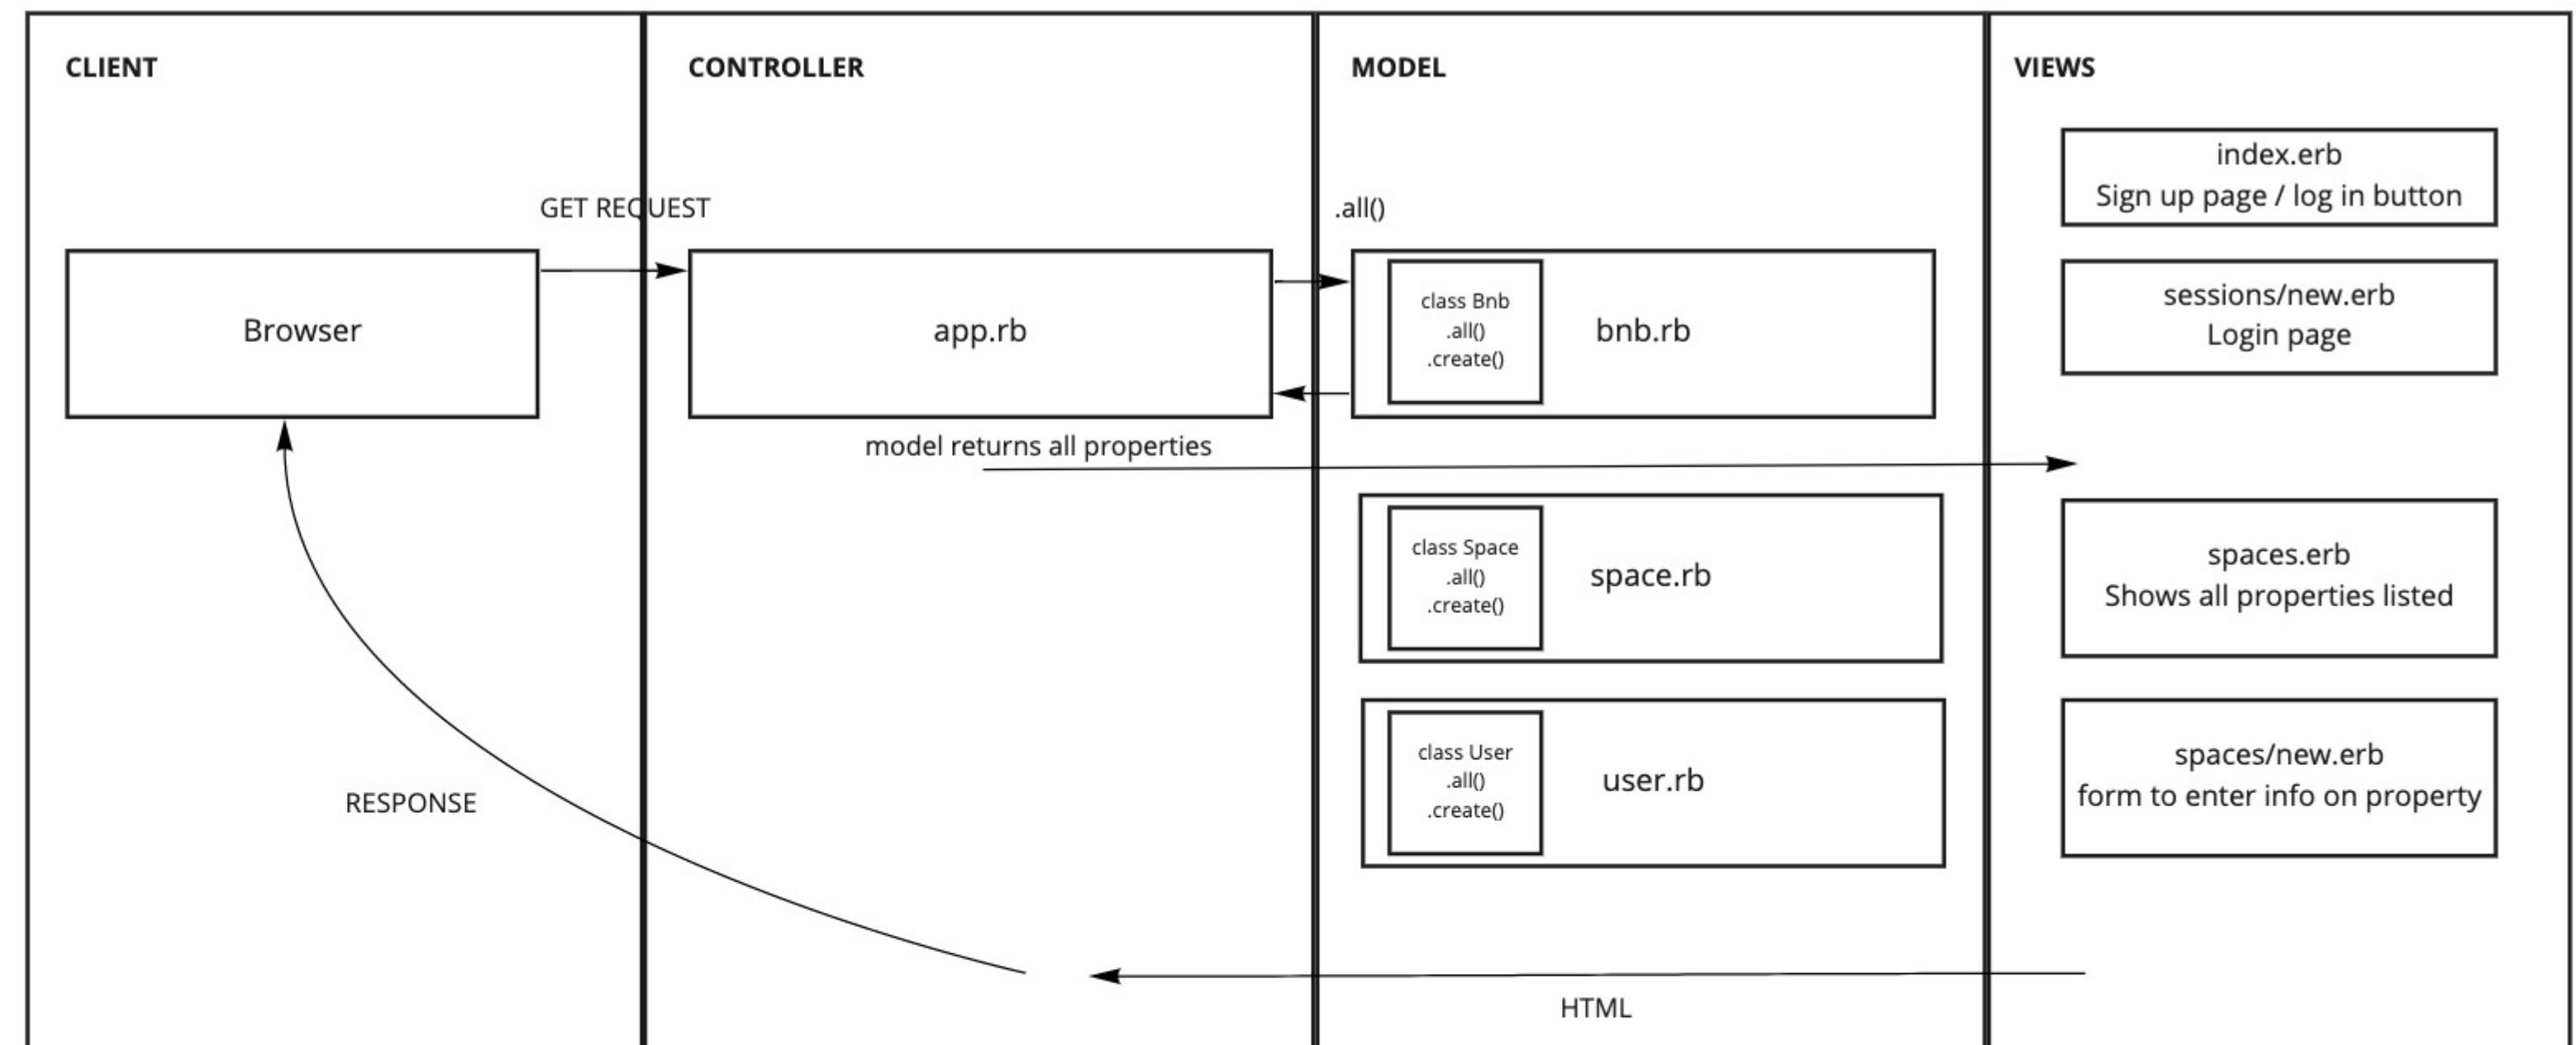 CLIENT
CONTROLLER
MODEL
VIEWS
GET REQUEST
.all()
Browser
app.rb
class Bnb
.all()
.create()
bnb.rb
model returns all properties
class Space
.all()
.create()
space.rb
class User
.all()
.create()
user.rb
index.erb
Sign up page / log in button
sessions/new.erb
Login page
spaces.erb
Shows all properties listed
spaces/new.erb
form to enter info on property
RESPONSE
HTML